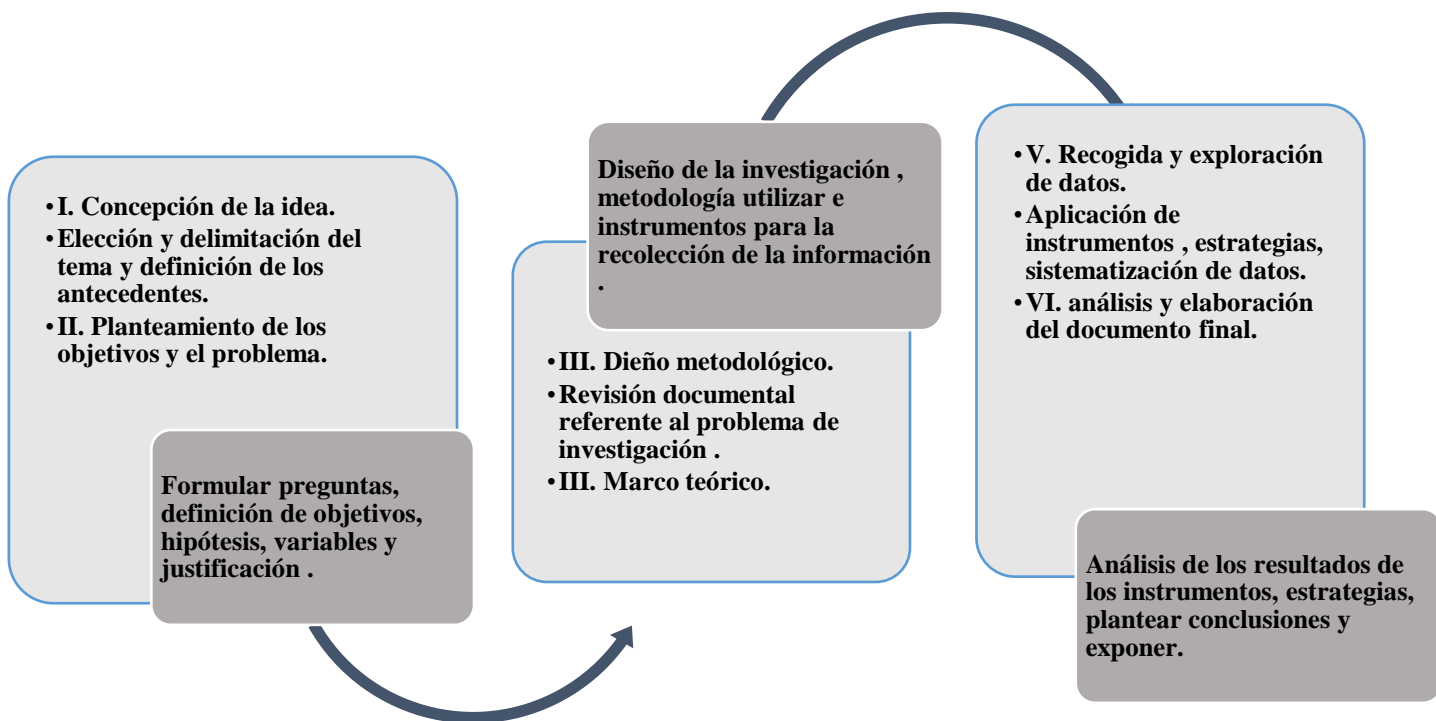 •I. Concepción de la idea.
•Elección y delimitación del
tema y definición de los
antecedentes.
•II. Planteamiento de los
objetivos y el problema.
Formular preguntas,
definición de objetivos,
hipótesis, variables y
justificación .
Diseño de la investigación ,
metodología utilizar e
instrumentos para la
recolección de la información
.
•III. Dieño metodológico.
•Revisión documental
referente al problema de
investigación .
•III. Marco teórico.
•V. Recogida y exploración
de datos.
•Aplicación de
instrumentos , estrategias,
sistematización de datos.
•VI. análisis y elaboración
del documento final.
Análisis de los resultados de
los instrumentos, estrategias,
plantear conclusiones y
exponer.